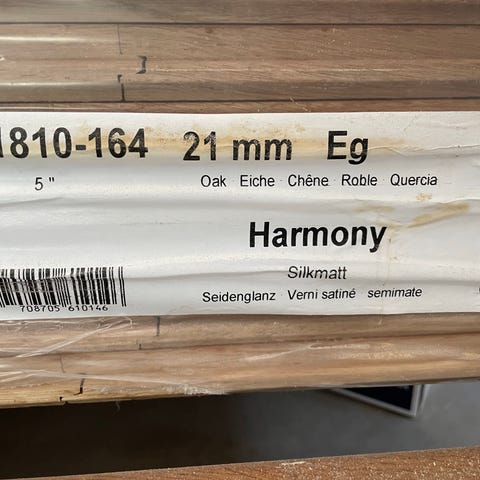 1810-164 21 mm Eg
5" Oak Eiche Chêne Roble Quercia
Harmony
Silkmatt
Seidenglanz Verni satiné semimate
708705 610146